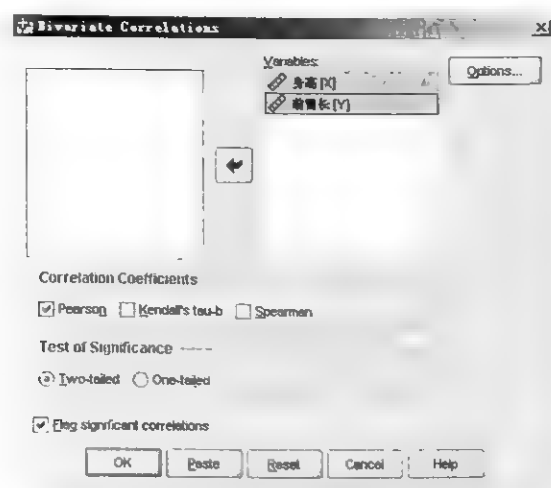 Bivariate Correlations
Variables:
身高 [X]
前臂长 [Y]
Options...
Correlation Coefficients
Pearson Kendall's tau-b Spearman
Test of Significance
Two-tailed One-tailed
Flag significant correlations
OK Paste Reset Cancel Help